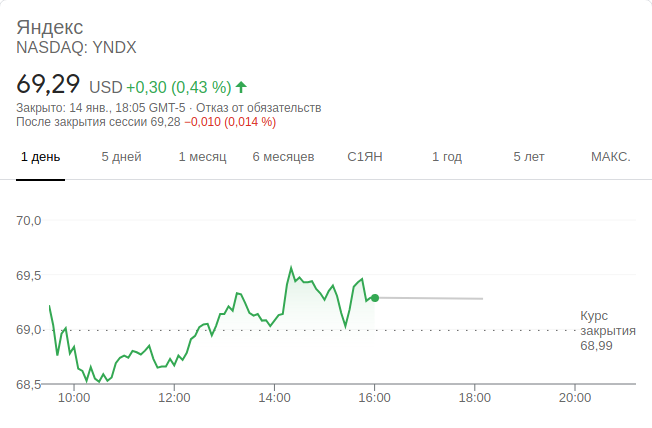 Яндекс
NASDAQ: YNDX
69,29 USD +0,30 (0,43 %)
Закрыто: 14 янв., 18:05 GMT-5 · Отказ от обязательств
После закрытия сессии 69,28 −0,010 (0,014 %)
1 день 5 дней 1 месяц 6 месяцев С1ЯН 1 год 5 лет МАКС.
70,0
69,5
69,0
68,5
Курс
закрытия
68,99
10:00 12:00 14:00 16:00 18:00 20:00